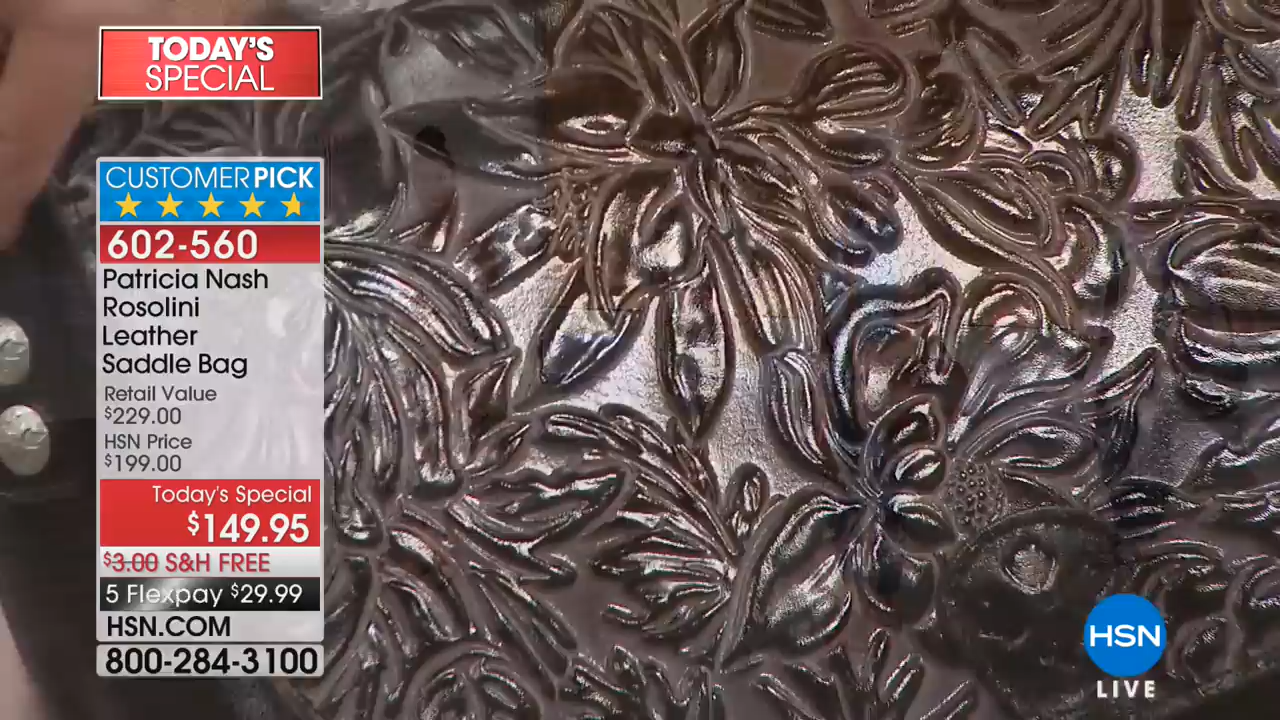 TODAY'S
SPECIAL
CUSTOMER PICK
602-560
Patricia Nash
Rosolini
Leather
Saddle Bag
Retail Value
$229.00
HSN Price
$199.00
Today's Special
$149.95
$3.00 S&H FREE
5 Flexpay $29.99
HSN.COM
800-284-3100
HSN
LIVE